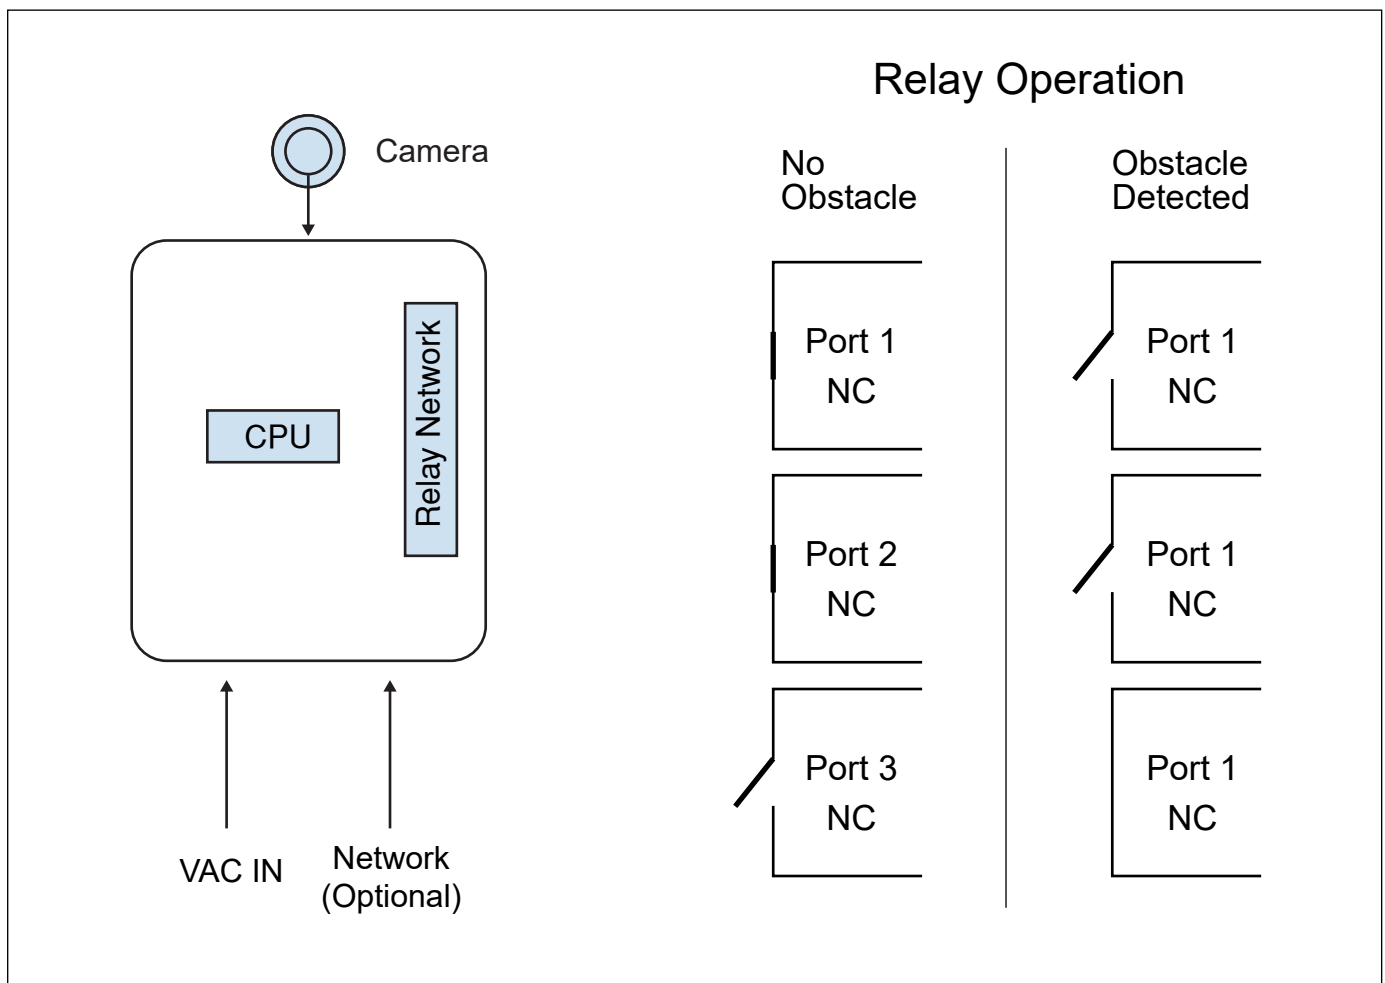 Relay Operation
Camera
CPU
Relay Network
VAC IN
Network
(Optional)
No
Obstacle
Port 1
NC
Port 2
NC
Port 3
NC
Obstacle
Detected
Port 1
NC
Port 1
NC
Port 1
NC